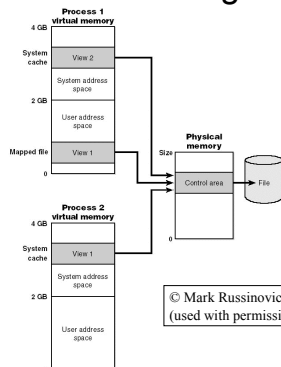 Process 1
virtual memory
4 GB
System
cache
View 2
System address
space
2 GB
User address
space
Mapped file
View 1
0
Physical
memory
Size
Control area
File
0
Process 2
virtual memory
4 GB
System
cache
View 1
System address
space
2 GB
User address
space
© Mark
(used with